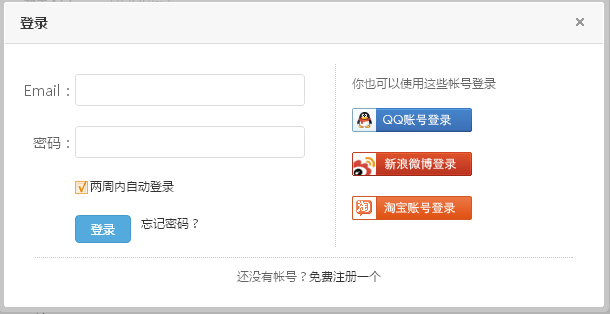 登录
×
Email：
密码：
两周内自动登录
登录 忘记密码？
你也可以使用这些帐号登录
QQ账号登录
新浪微博登录
淘宝账号登录
还没有帐号？免费注册一个